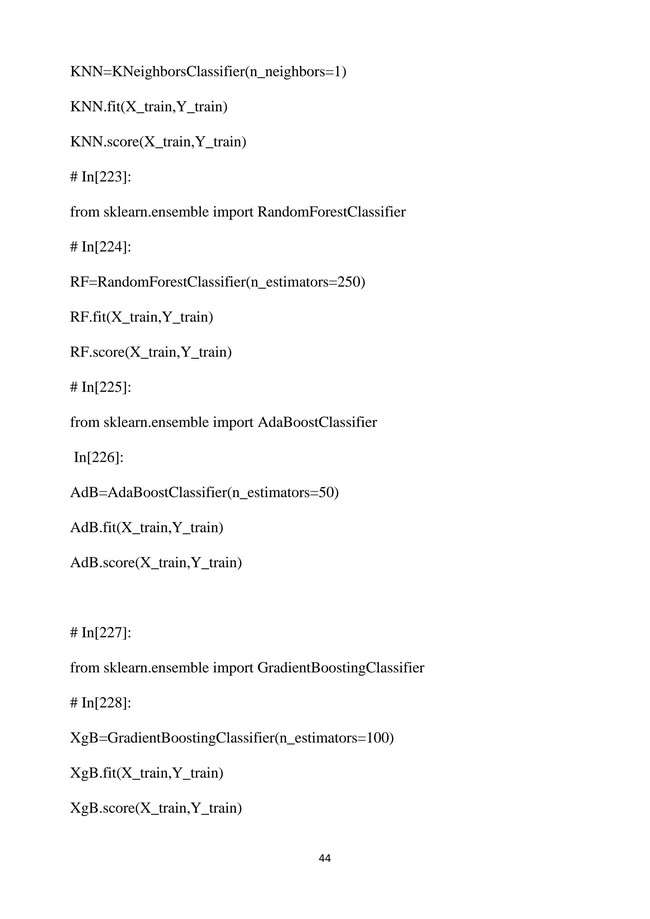 KNN=KNeighborsClassifier(n_neighbors=1)
KNN.fit(X_train,Y_train)
KNN.score(X_train,Y_train)
# In[223]:
from sklearn.ensemble import RandomForestClassifier
# In[224]:
RF=RandomForestClassifier(n_estimators=250)
RF.fit(X_train,Y_train)
RF.score(X_train,Y_train)
# In[225]:
from sklearn.ensemble import AdaBoostClassifier
In[226]:
AdB=AdaBoostClassifier(n_estimators=50)
AdB.fit(X_train,Y_train)
AdB.score(X_train,Y_train)
# In[227]:
from sklearn.ensemble import GradientBoostingClassifier
# In[228]:
XgB=GradientBoostingClassifier(n_estimators=100)
XgB.fit(X_train,Y_train)
XgB.score(X_train,Y_train)
44